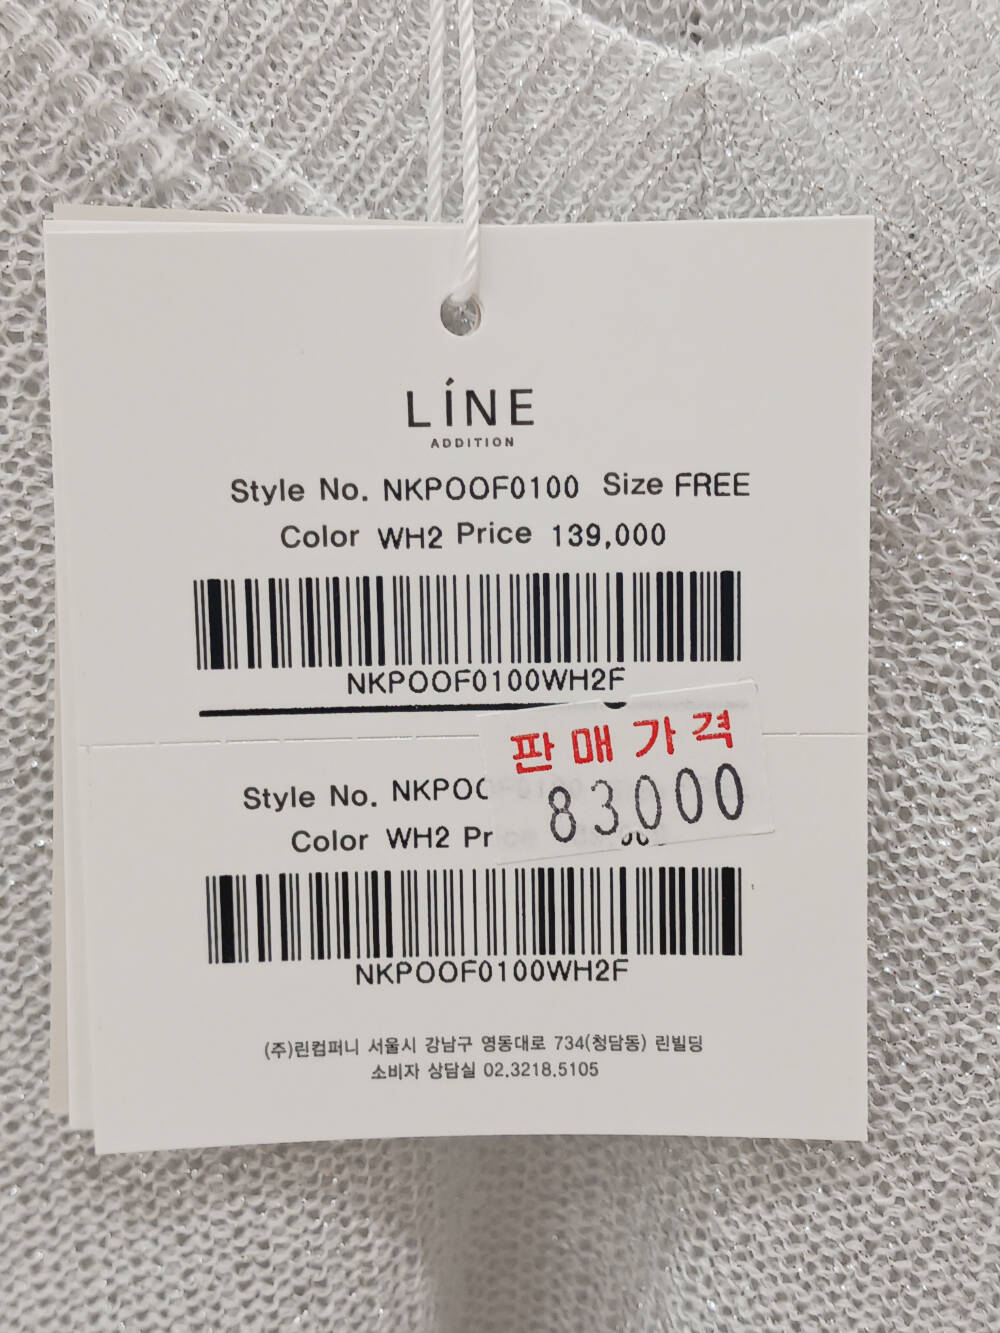 LÍNE
ADDITION
Style No. NKPOOF0100 Size FREE
Color WH2 Price 139,000
NKPOOF0100WH2F
판매가격
83000
Style No. NKPOO
Color WH2 Pr
NKPOOF0100WH2F
(주)린컴퍼니 서울시 강남구 영동대로 734(청담동) 린빌딩
소비자 상담실 02.3218.5105